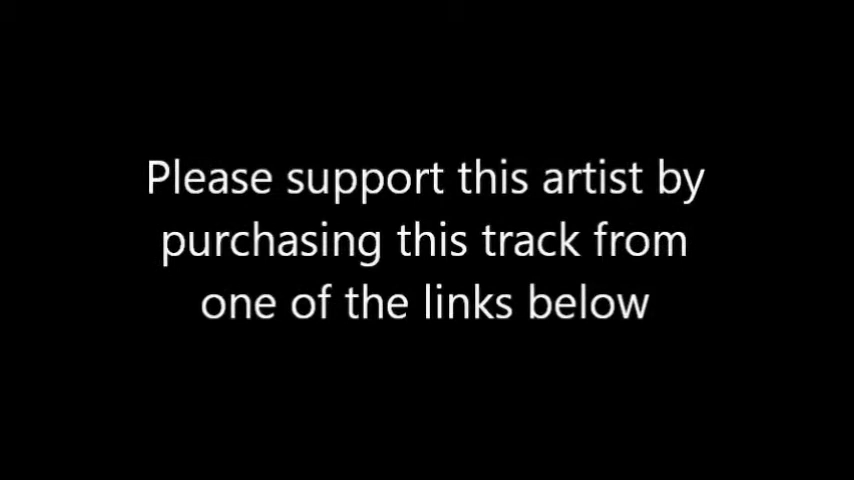 Please support this artist by
purchasing this track from
one of the links below